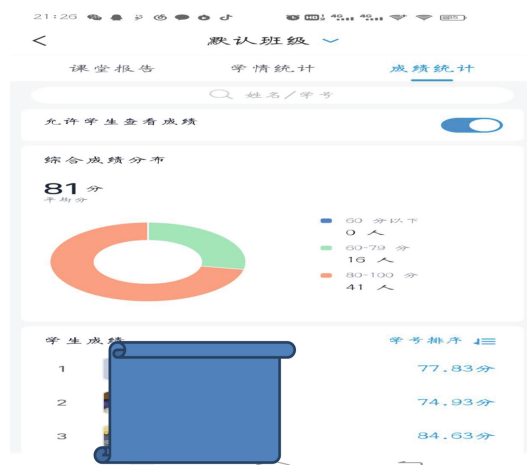 21:26
默认班级
课堂报告 学情统计 成绩统计
姓名/学号
允许学生查看成绩
综合成绩分布
81分
平均分
60 分以下
0 人
60-79 分
16 人
80-100 分
41 人
学生成绩 学号排序
1 77.83分
2 74.93分
3 84.63分